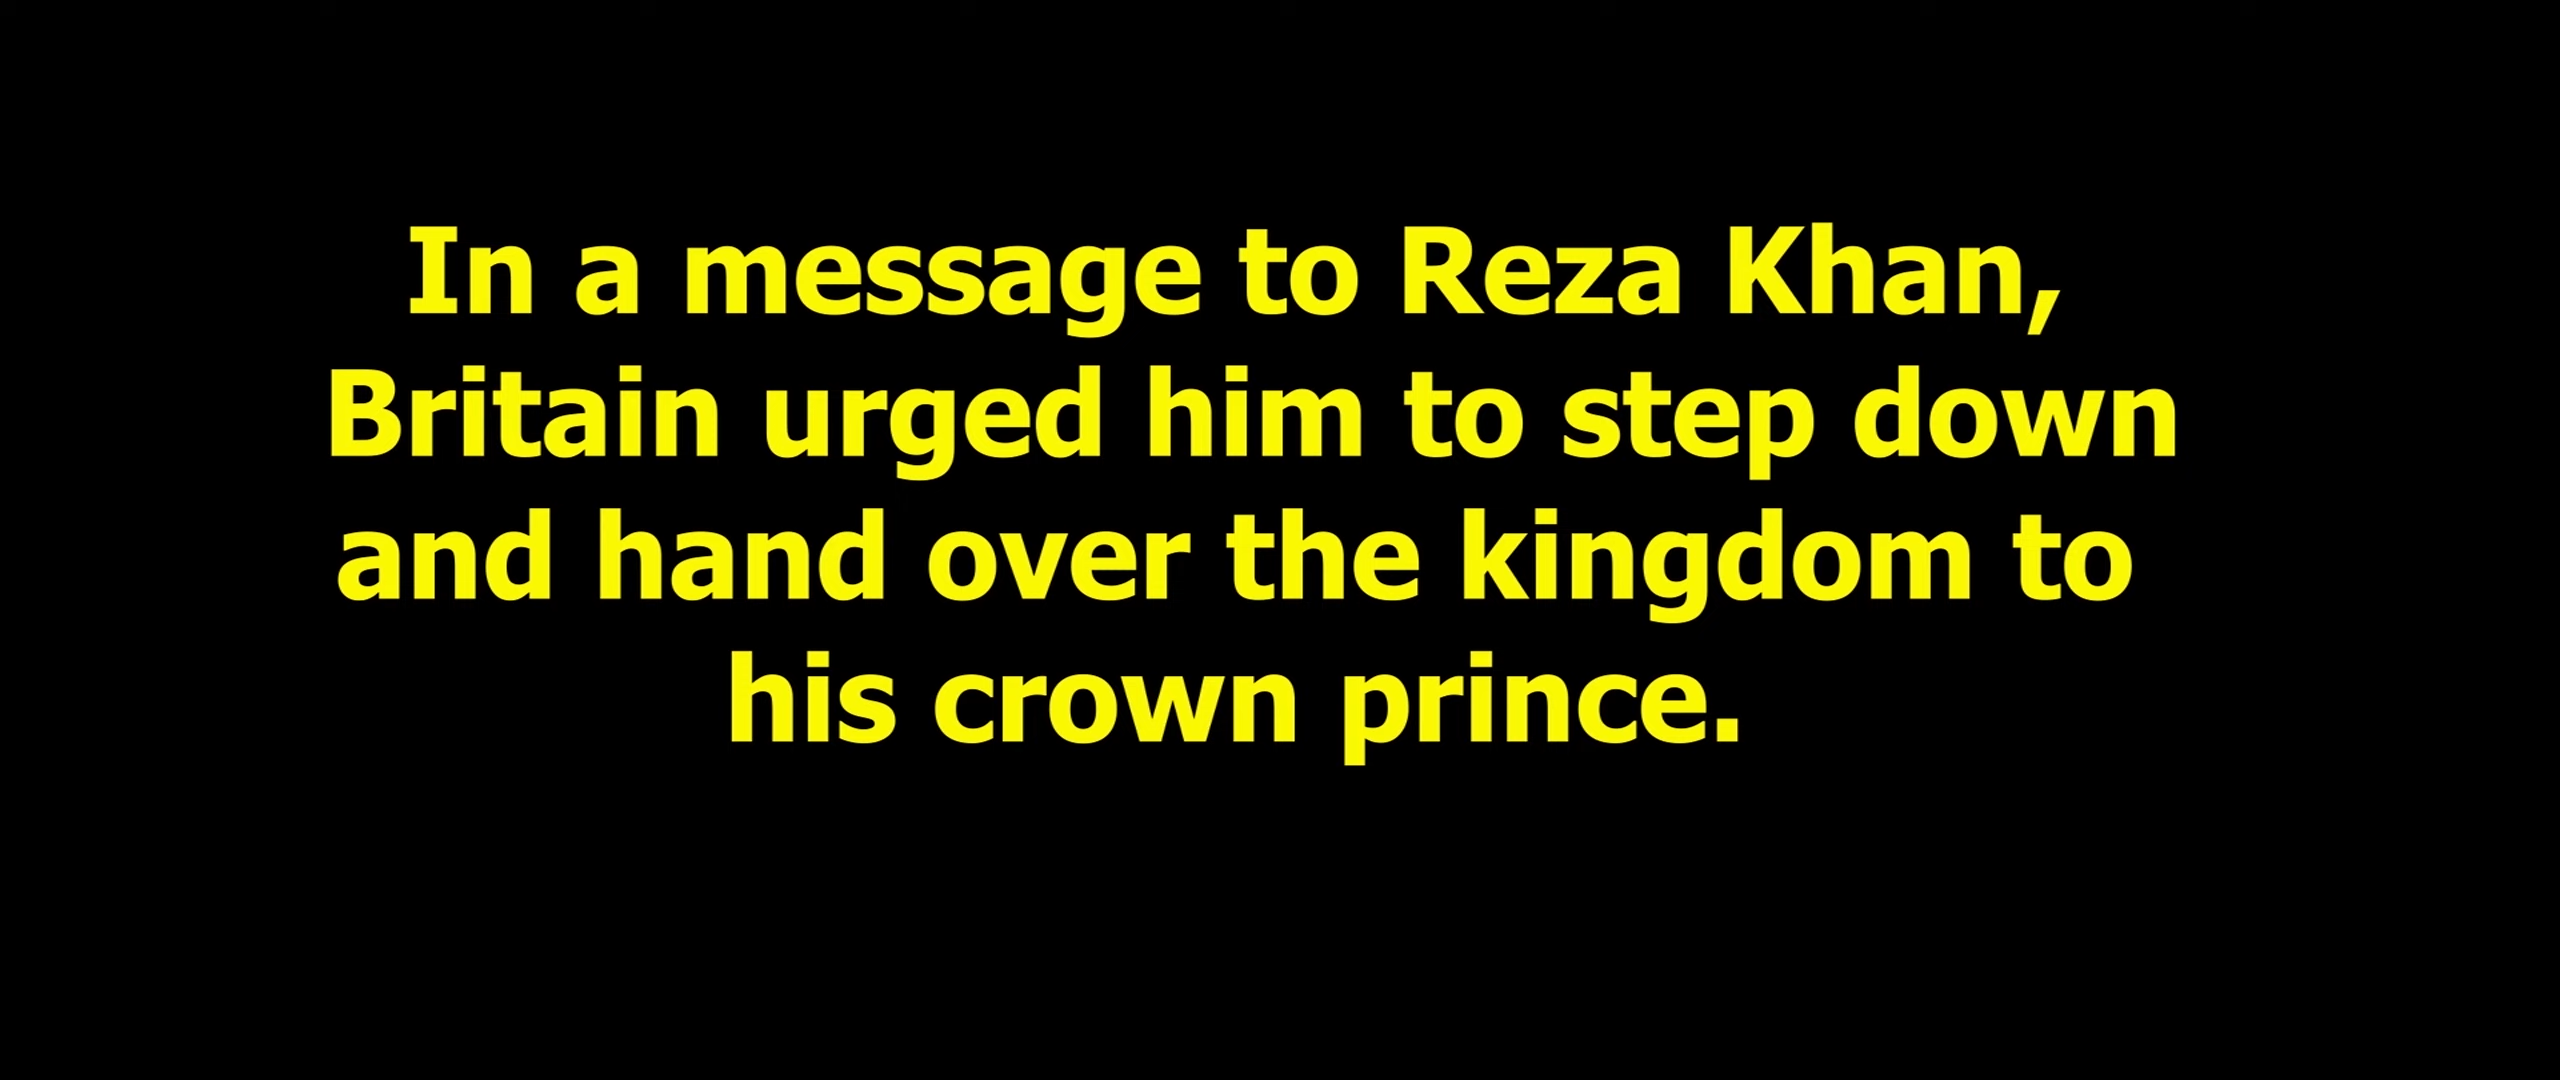 In a message to Reza Khan,
Britain urged him to step down
and hand over the kingdom to
his crown prince.